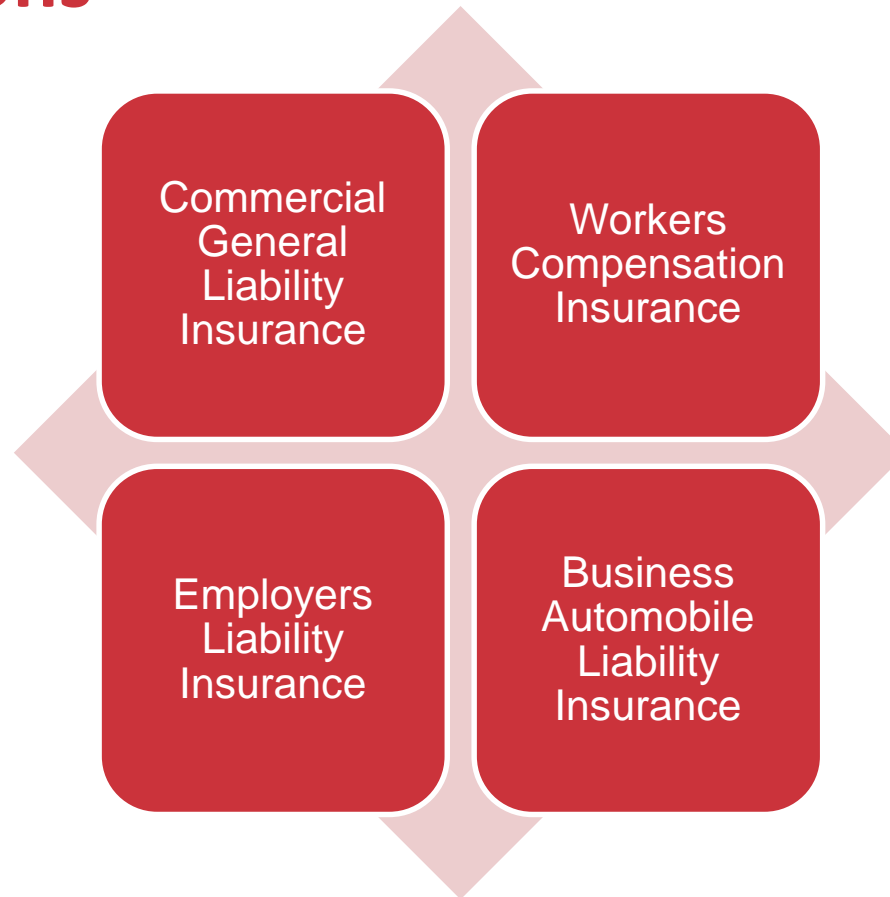 Commercial
General
Liability
Insurance
Workers
Compensation
Insurance
Employers
Liability
Insurance
Business
Automobile
Liability
Insurance